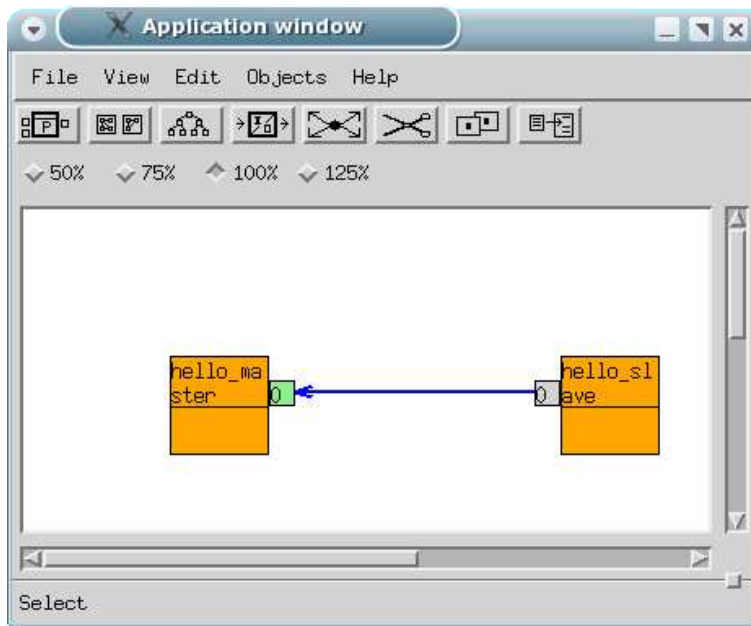 Application window
File View Edit Objects Help
P I/O
50% 75% 100% 125%
hello_ma
ster
0
0
hello_sl
ave
Select